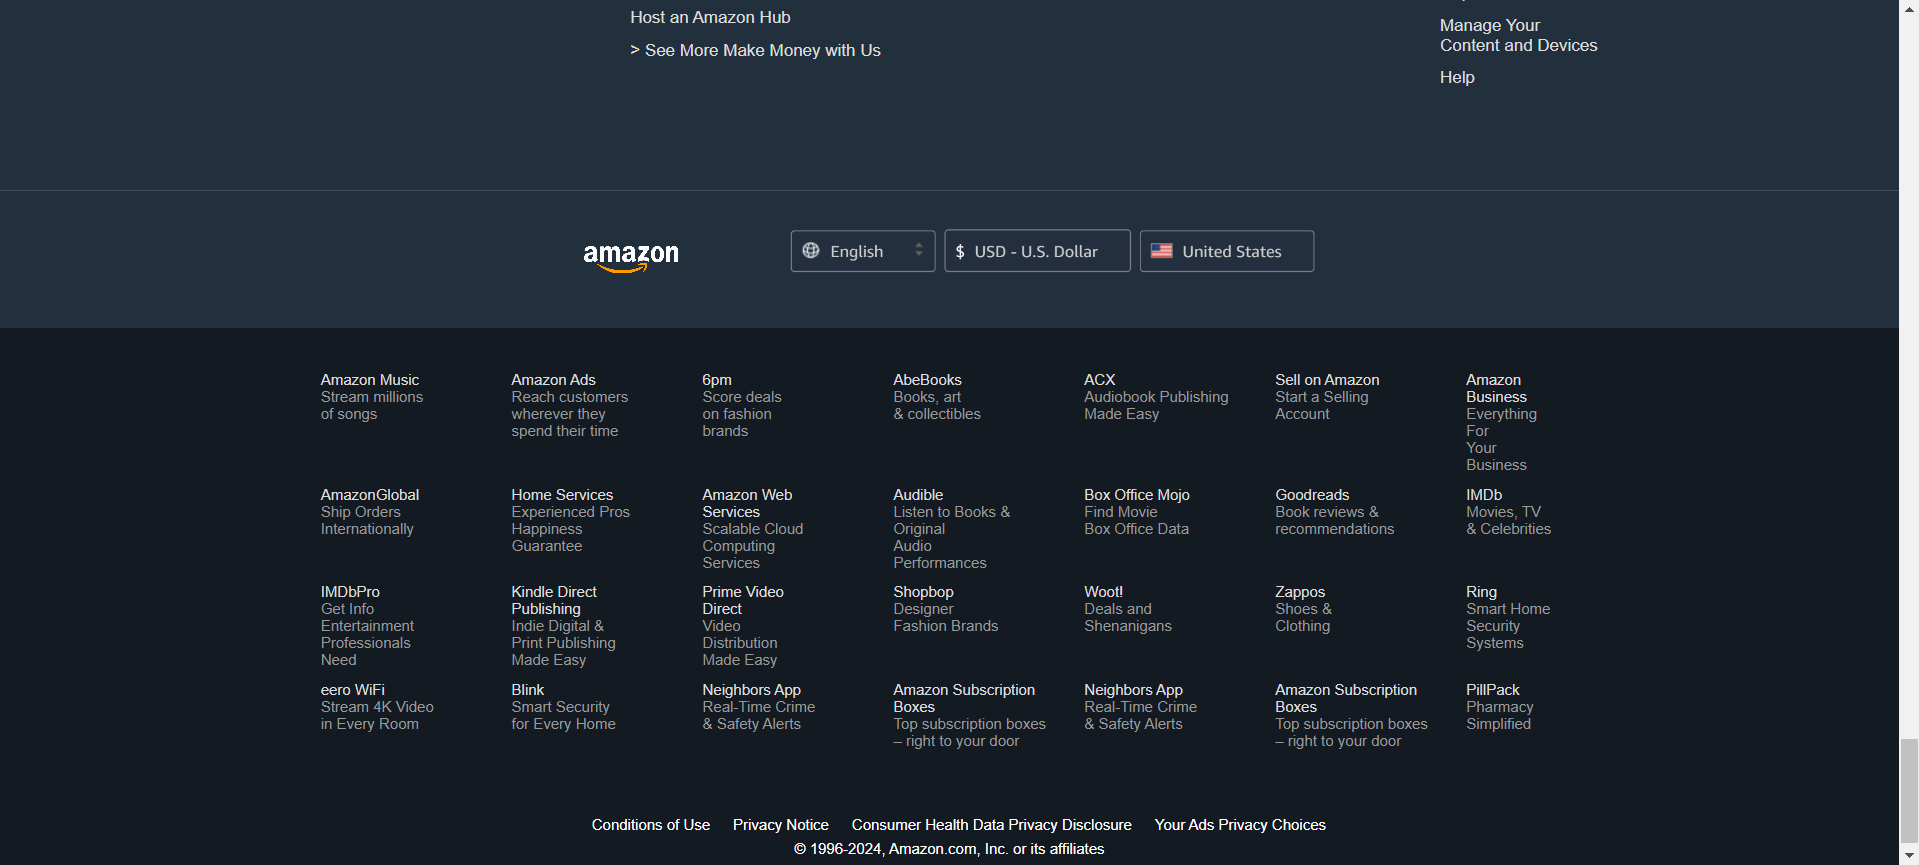 Host an Amazon Hub
> See More Make Money with Us
Manage Your
Content and Devices
Help
amazon
English
$ USD - U.S. Dollar
United States
Amazon Music
Stream millions
of songs
Amazon Ads
Reach customers
wherever they
spend their time
6pm
Score deals
on fashion
brands
AbeBooks
Books, art
& collectibles
ACX
Audiobook Publishing
Made Easy
Sell on Amazon
Start a Selling
Account
Amazon
Business
Everything
For
Your
Business
AmazonGlobal
Ship Orders
Internationally
Home Services
Experienced Pros
Happiness
Guarantee
Amazon Web
Services
Scalable Cloud
Computing
Services
Audible
Listen to Books &
Original
Audio
Performances
Box Office Mojo
Find Movie
Box Office Data
Goodreads
Book reviews &
recommendations
IMDb
Movies, TV
& Celebrities
IMDbPro
Get Info
Entertainment
Professionals
Need
Kindle Direct
Publishing
Indie Digital &
Print Publishing
Made Easy
Prime Video
Direct
Video
Distribution
Made Easy
Shopbop
Designer
Fashion Brands
Woot!
Deals and
Shenanigans
Zappos
Shoes &
Clothing
Ring
Smart Home
Security
Systems
eero WiFi
Stream 4K Video
in Every Room
Blink
Smart Security
for Every Home
Neighbors App
Real-Time Crime
& Safety Alerts
Amazon Subscription
Boxes
Top subscription boxes
– right to your door
Neighbors App
Real-Time Crime
& Safety Alerts
Amazon Subscription
Boxes
Top subscription boxes
– right to your door
PillPack
Pharmacy
Simplified
Conditions of Use
Privacy Notice
Consumer Health Data Privacy Disclosure
Your Ads Privacy Choices
© 1996-2024, Amazon.com, Inc. or its affiliates